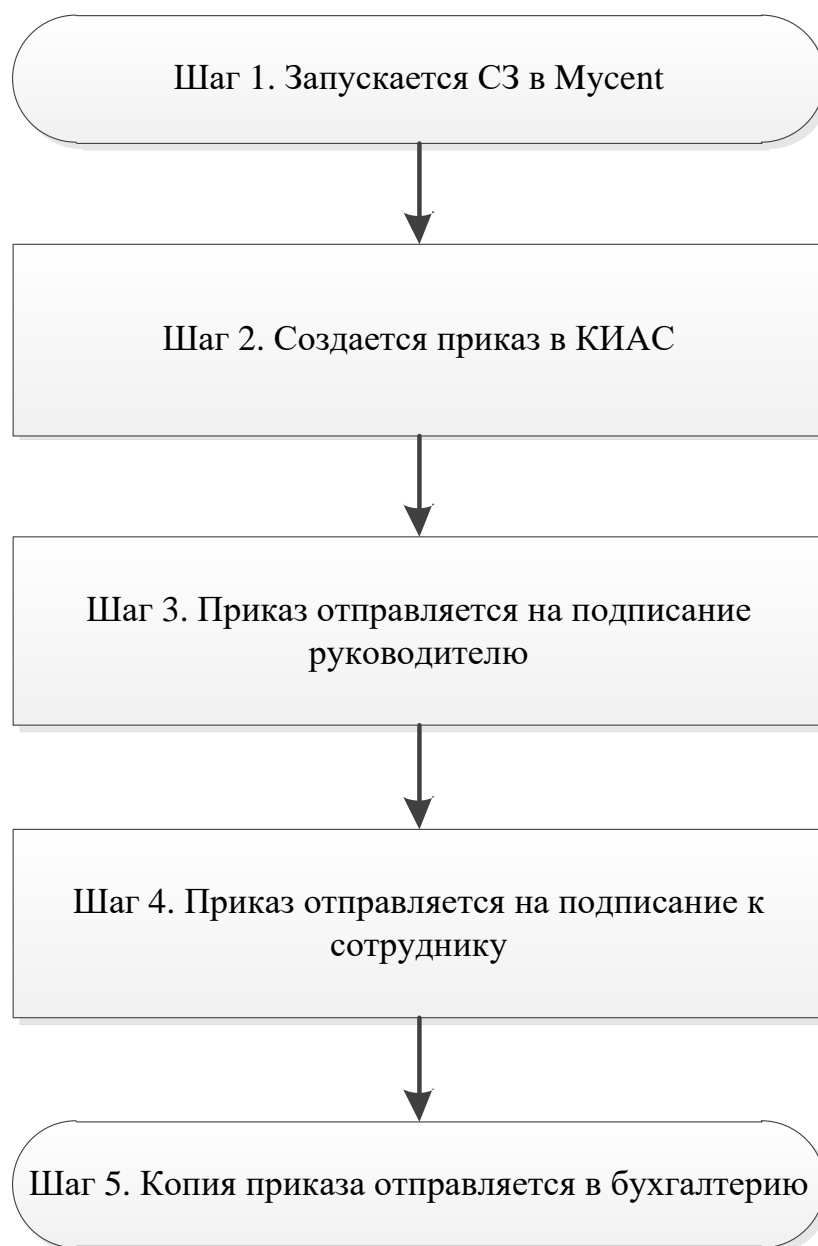 Шаг 1. Запускается СЗ в Mycent
Шаг 2. Создается приказ в КИАС
Шаг 3. Приказ отправляется на подписание
руководителю
Шаг 4. Приказ отправляется на подписание к
сотруднику
Шаг 5. Копия приказа отправляется в бухгалтерию